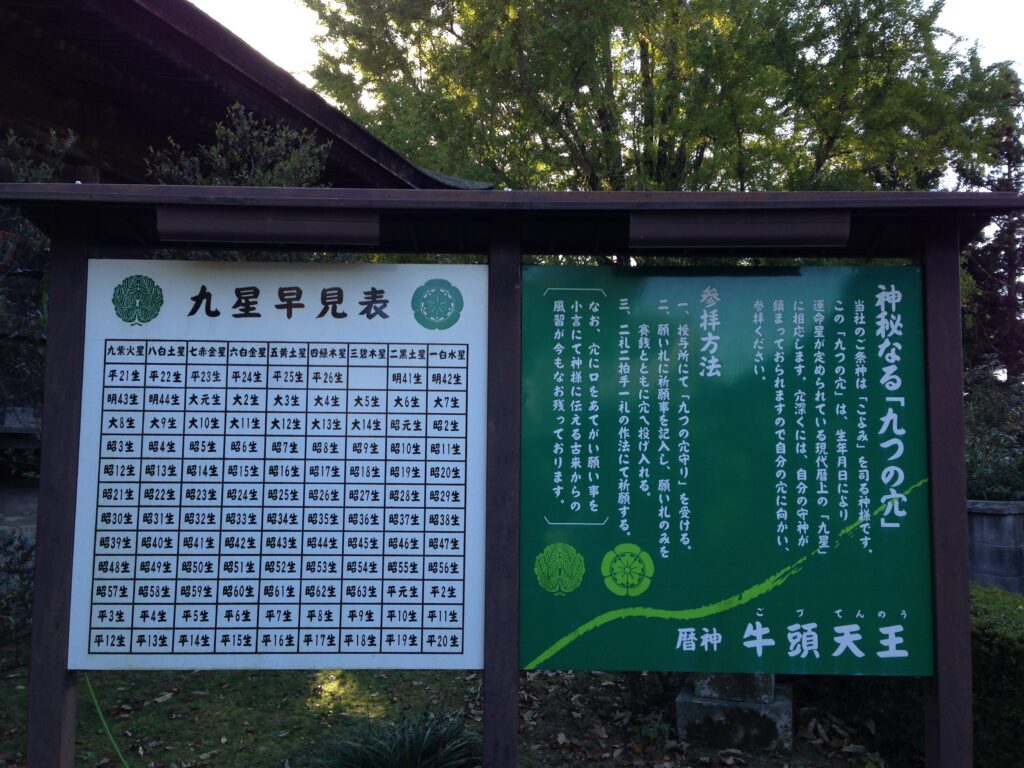 九星早見表
九紫火星 八白土星 七赤金星 六白金星 五黄土星 四緑木星 三碧木星 二黒土星 一白水星
平21生 平22生 平23生 平24生 平25生 平26生 明41生 明42生
明43生 明44生 大元生 大2生 大3生 大4生 大5生 大6生 大7生
大8生 大9生 大10生 大11生 大12生 大13生 大14生 昭元生 昭2生
昭3生 昭4生 昭5生 昭6生 昭7生 昭8生 昭9生 昭10生 昭11生
昭12生 昭13生 昭14生 昭15生 昭16生 昭17生 昭18生 昭19生 昭20生
昭21生 昭22生 昭23生 昭24生 昭25生 昭26生 昭27生 昭28生 昭29生
昭30生 昭31生 昭32生 昭33生 昭34生 昭35生 昭36生 昭37生 昭38生
昭39生 昭40生 昭41生 昭42生 昭43生 昭44生 昭45生 昭46生 昭47生
昭48生 昭49生 昭50生 昭51生 昭52生 昭53生 昭54生 昭55生 昭56生
昭57生 昭58生 昭59生 昭60生 昭61生 昭62生 昭63生 平元生 平2生
平3生 平4生 平5生 平6生 平7生 平8生 平9生 平10生 平11生
平12生 平13生 平14生 平15生 平16生 平17生 平18生 平19生 平20生
神秘なる「九つの穴」
当社のご祭神は「こよみ」を司る神様です。
この「九つの穴」は、生年月日により
運命星が定められている現代暦上の「九星」
に相応します。穴深くには、自分の守神が
鎮まっておられますので自分の穴に向かい、
参拝ください。
参拝方法
一、授与所にて「九つの穴守り」を受ける。
二、願い札に祈願事を記入し、願い札のみを
賽銭とともに穴へ投げ入れる。
三、二礼二拍手一礼の作法にて祈願する。
なお、穴に口をあてがい願い事を
小言にて神様に伝える古来からの
風習が今もなお残っております。
ごづてんのう
暦神 牛頭天王